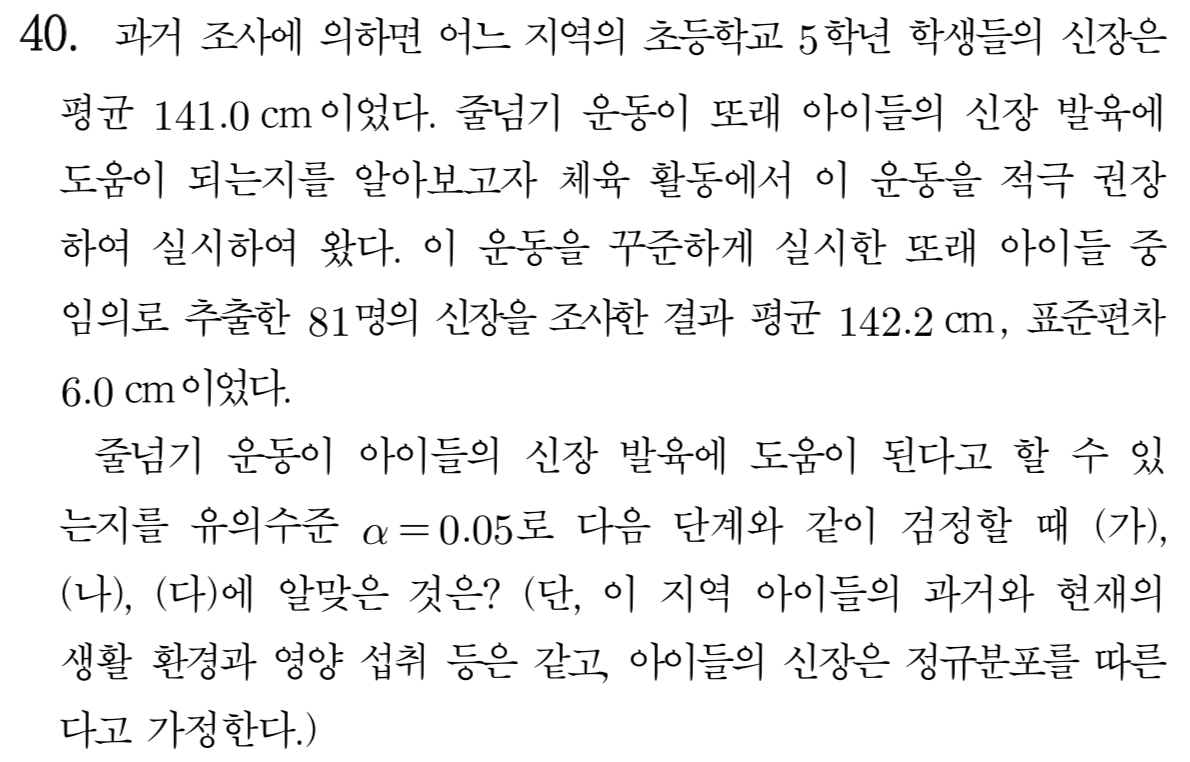 40. 과거 조사에 의하면 어느 지역의 초등학교 5학년 학생들의 신장은
평균 141.0 cm이었다. 줄넘기 운동이 또래 아이들의 신장 발육에
도움이 되는지를 알아보고자 체육 활동에서 이 운동을 적극 권장
하여 실시하여 왔다. 이 운동을 꾸준하게 실시한 또래 아이들 중
임의로 추출한 81명의 신장을 조사한 결과 평균 142.2 cm, 표준편차
6.0 cm이었다.
줄넘기 운동이 아이들의 신장 발육에 도움이 된다고 할 수 있
는지를 유의수준 α=0.05로 다음 단계와 같이 검정할 때 (가),
(나), (다)에 알맞은 것은? (단, 이 지역 아이들의 과거와 현재의
생활 환경과 영양 섭취 등은 같고, 아이들의 신장은 정규분포를 따른
다고 가정한다.)